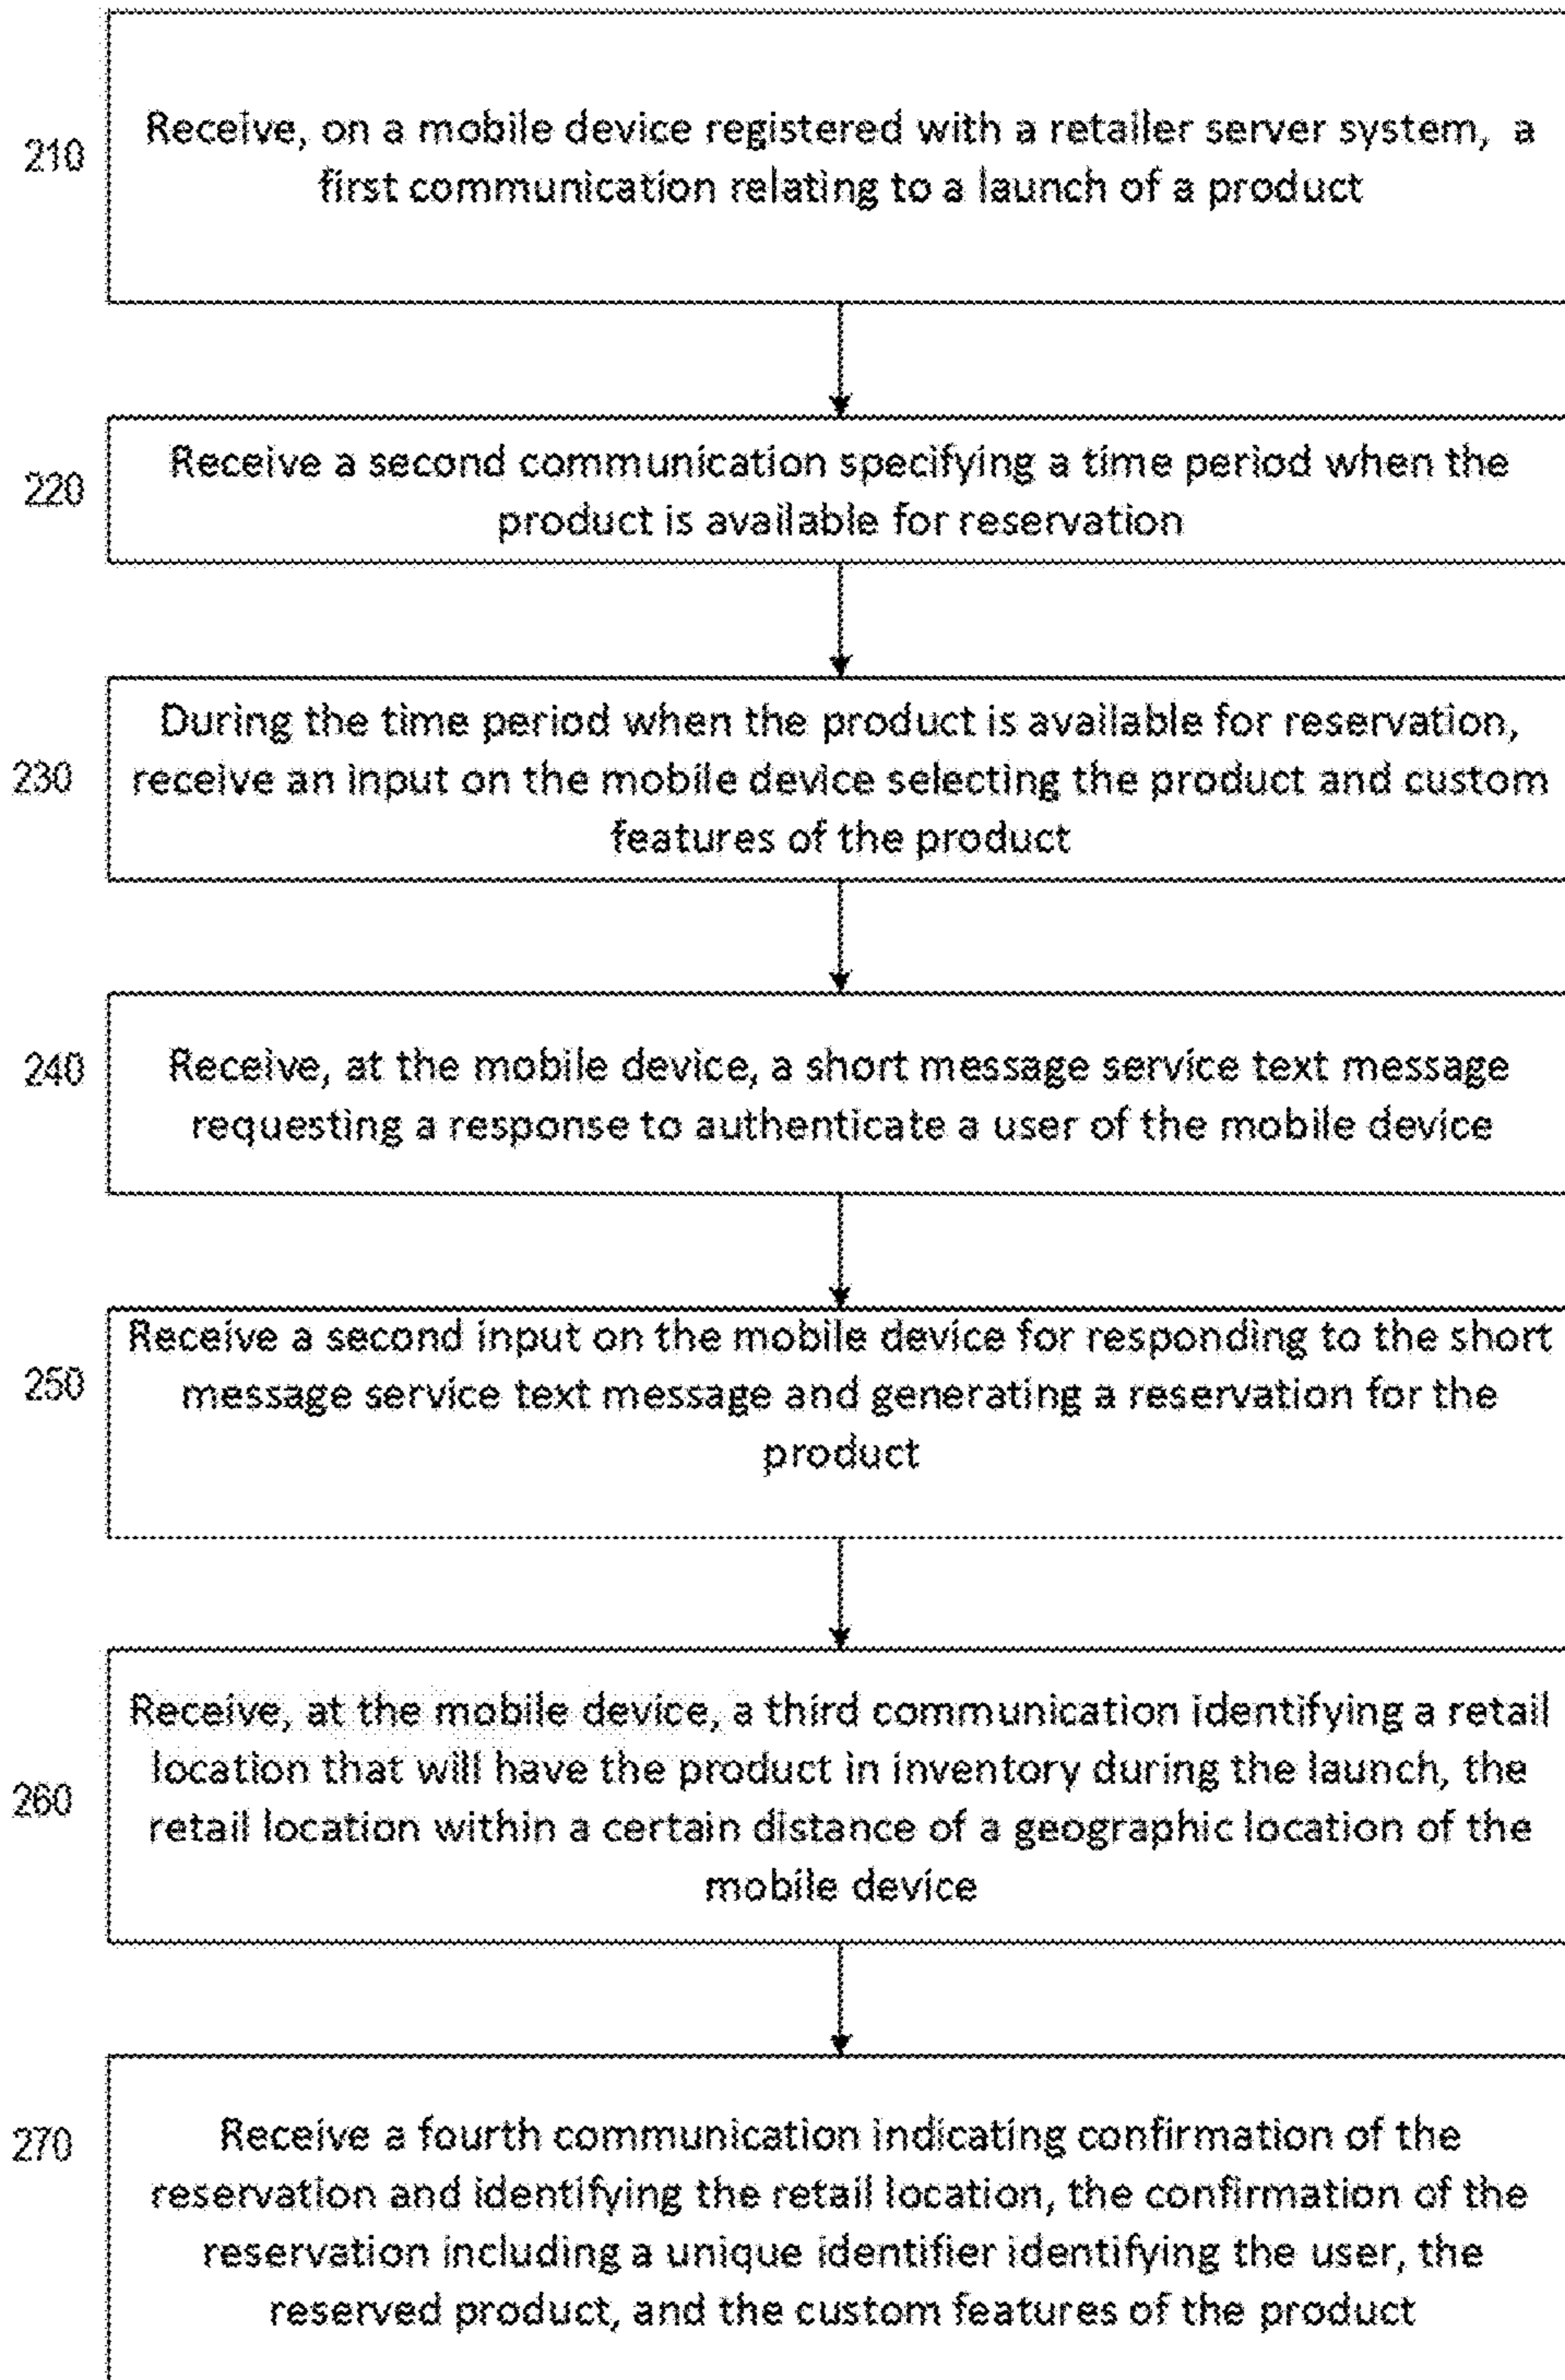 210
Receive, on a mobile device registered with a retailer server system, a
first communication relating to a launch of a product
220
Receive a second communication specifying a time period when the
product is available for reservation
230
During the time period when the product is available for reservation,
receive an input on the mobile device selecting the product and custom
features of the product
240
Receive, at the mobile device, a short message service text message
requesting a response to authenticate a user of the mobile device
250
Receive a second input on the mobile device for responding to the short
message service text message and generating a reservation for the
product
260
Receive, at the mobile device, a third communication identifying a retail
location that will have the product in inventory during the launch, the
retail location within a certain distance of a geographic location of the
mobile device
270
Receive a fourth communication indicating confirmation of the
reservation and identifying the retail location, the confirmation of the
reservation including a unique identifier identifying the user, the
reserved product, and the custom features of the product